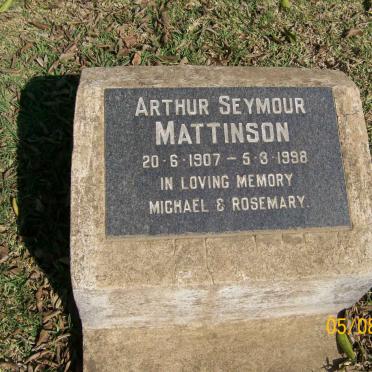 ARTHUR SEYMOUR
MATTINSON
20·6·1907 – 5·3·1998
IN LOVING MEMORY
MICHAEL & ROSEMARY.
05/08